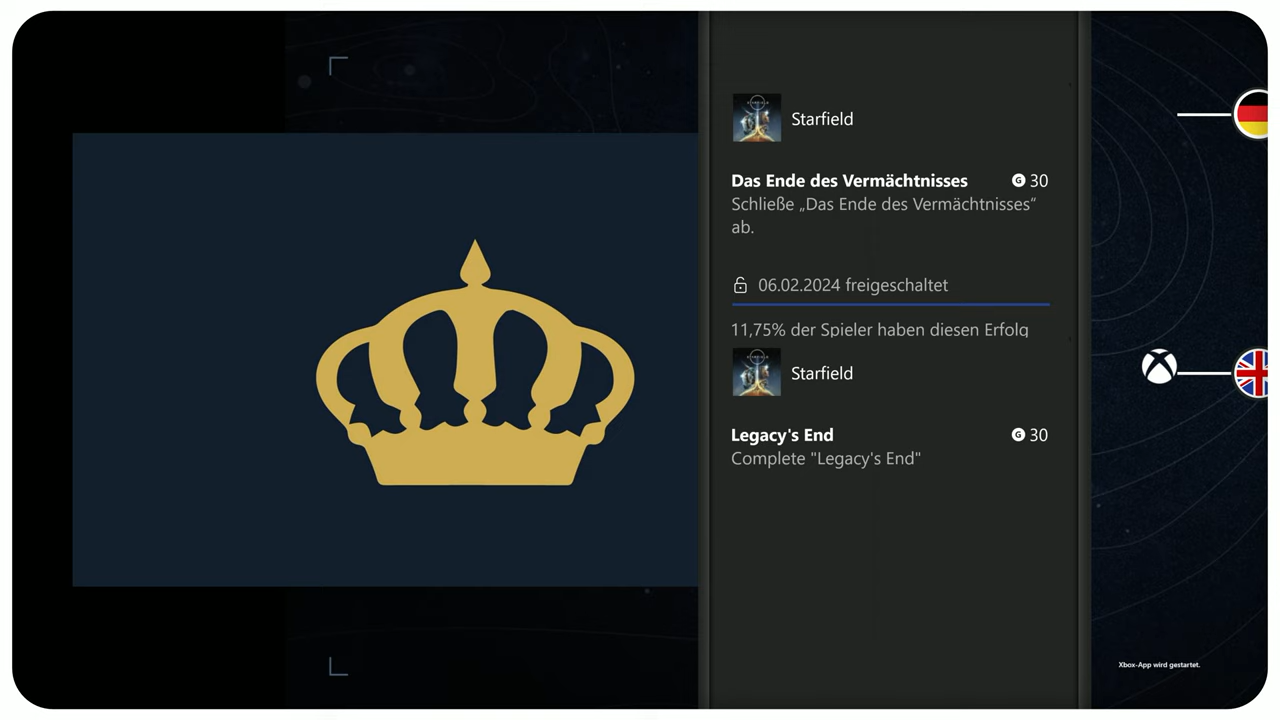 Starfield
Das Ende des Vermächtnisses
G 30
Schließe „Das Ende des Vermächtnisses“
ab.
06.02.2024 freigeschaltet
11,75% der Spieler haben diesen Erfolg
Starfield
Legacy's End
G 30
Complete "Legacy's End"
Xbox-App wird gestartet.